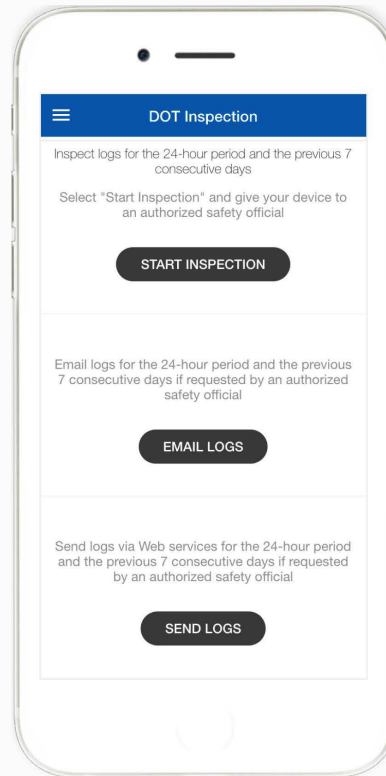 DOT Inspection
Inspect logs for the 24-hour period and the previous 7
consecutive days
Select "Start Inspection" and give your device to
an authorized safety official
START INSPECTION
Email logs for the 24-hour period and the previous
7 consecutive days if requested by an authorized
safety official
EMAIL LOGS
Send logs via Web services for the 24-hour period
and the previous 7 consecutive days if requested
by an authorized safety official
SEND LOGS